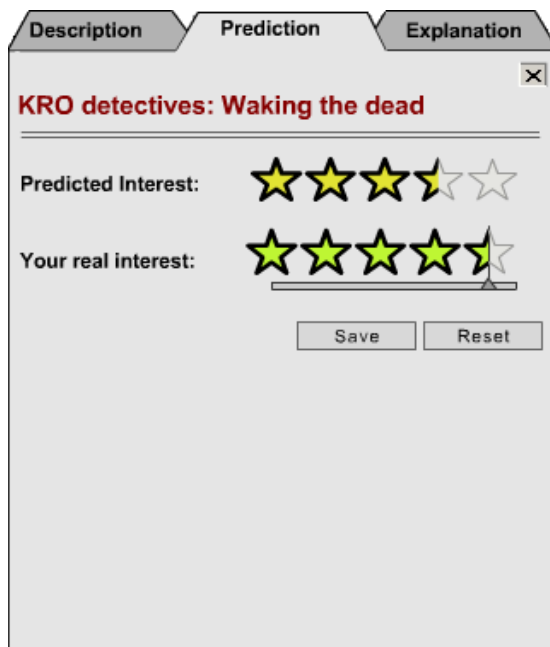 Description Prediction Explanation
KRO detectives: Waking the dead
Predicted Interest:
Your real interest:
Save Reset